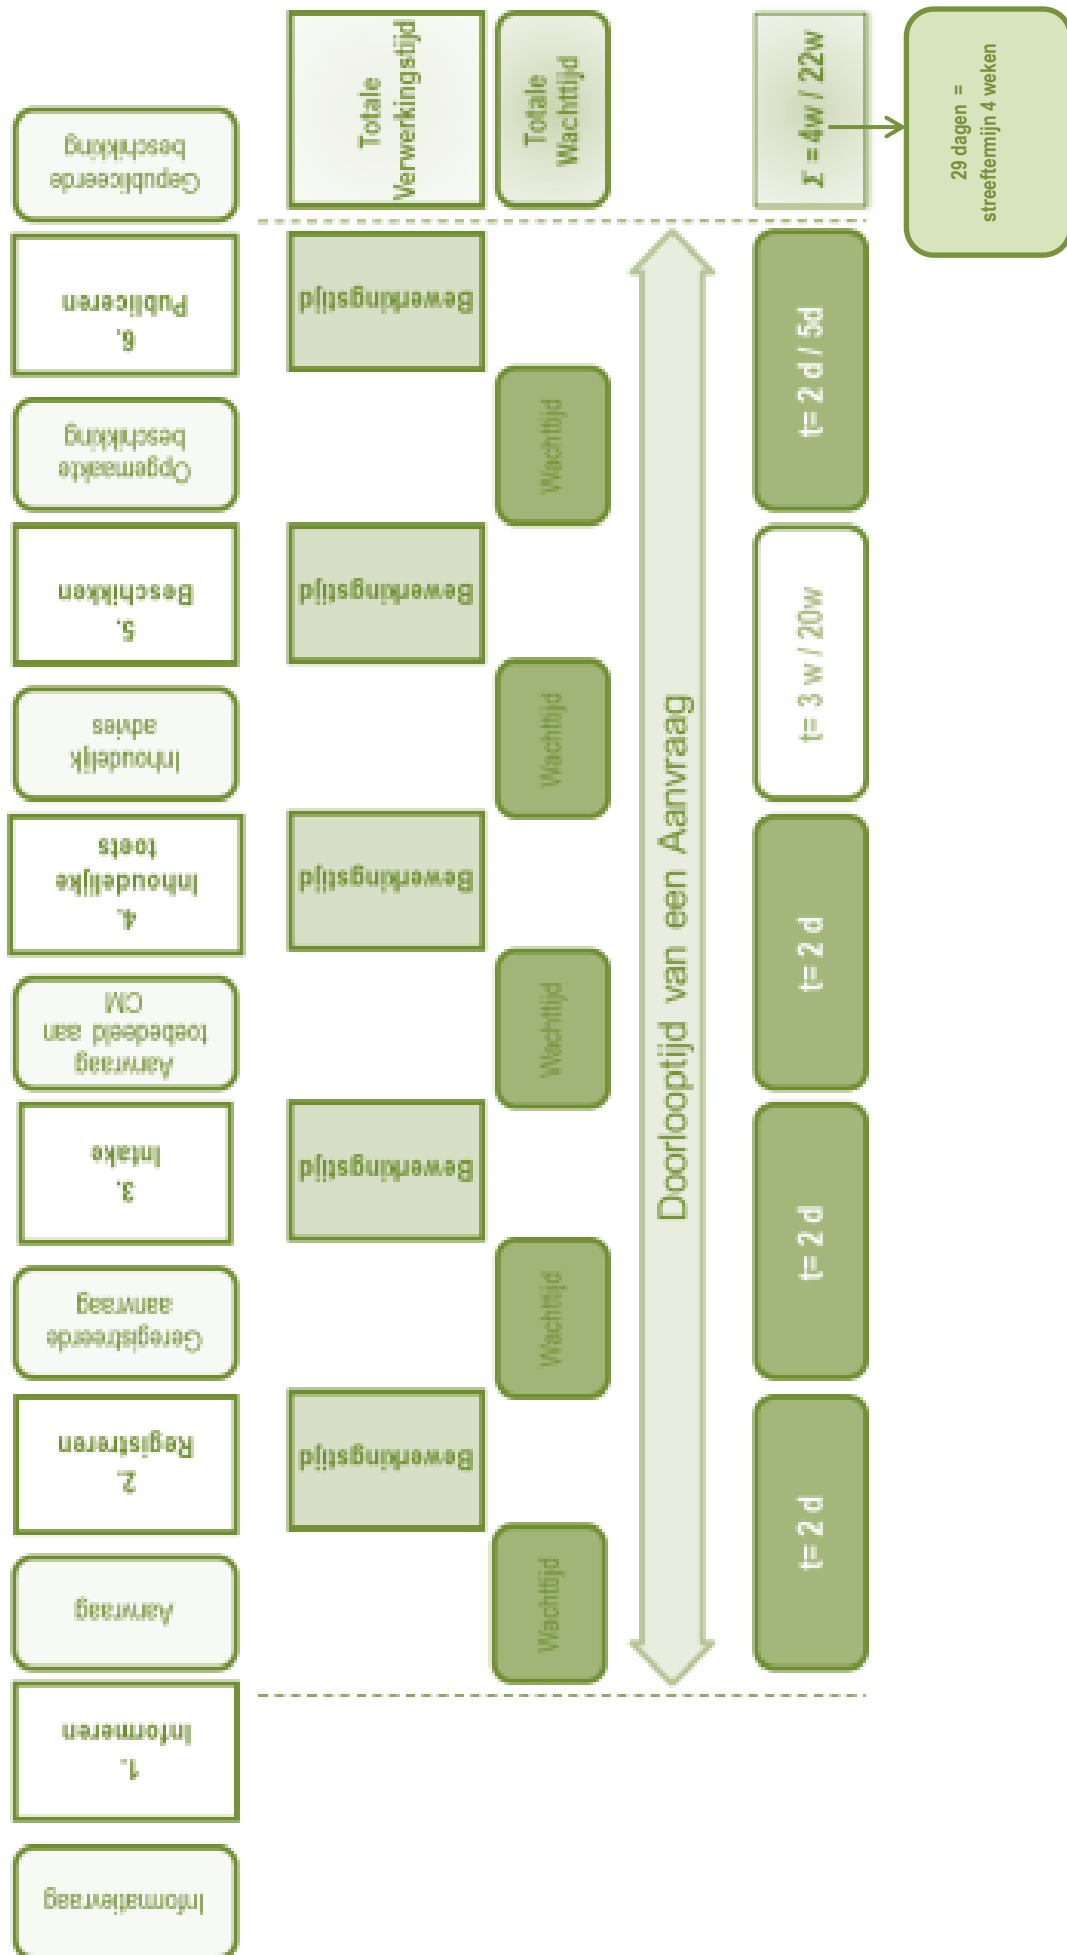 Informatievraag
1.
Informeren
Aanvraag
2.
Registreren
Geregistreerde
aanvraag
3.
Intake
Aanvraag
toebedeeld aan
CM
4.
Inhoudelijke
toets
Inhoudelijk
advies
5.
Beschikken
Opgemaakte
beschikking
6.
Publiceren
Gepubliceerde
beschikking
Bewerkingstijd
Bewerkingstijd
Bewerkingstijd
Bewerkingstijd
Bewerkingstijd
Totale
Verwerkingstijd
Wachttijd
Wachttijd
Wachttijd
Wachttijd
Wachttijd
Totale
Wachttijd
Doorlooptijd van een Aanvraag
t= 2 d
t= 2 d
t= 2 d
t= 3 w / 20w
t= 2 d / 5d
Σ = 4w / 22w
29 dagen =
streeftermijn 4 weken